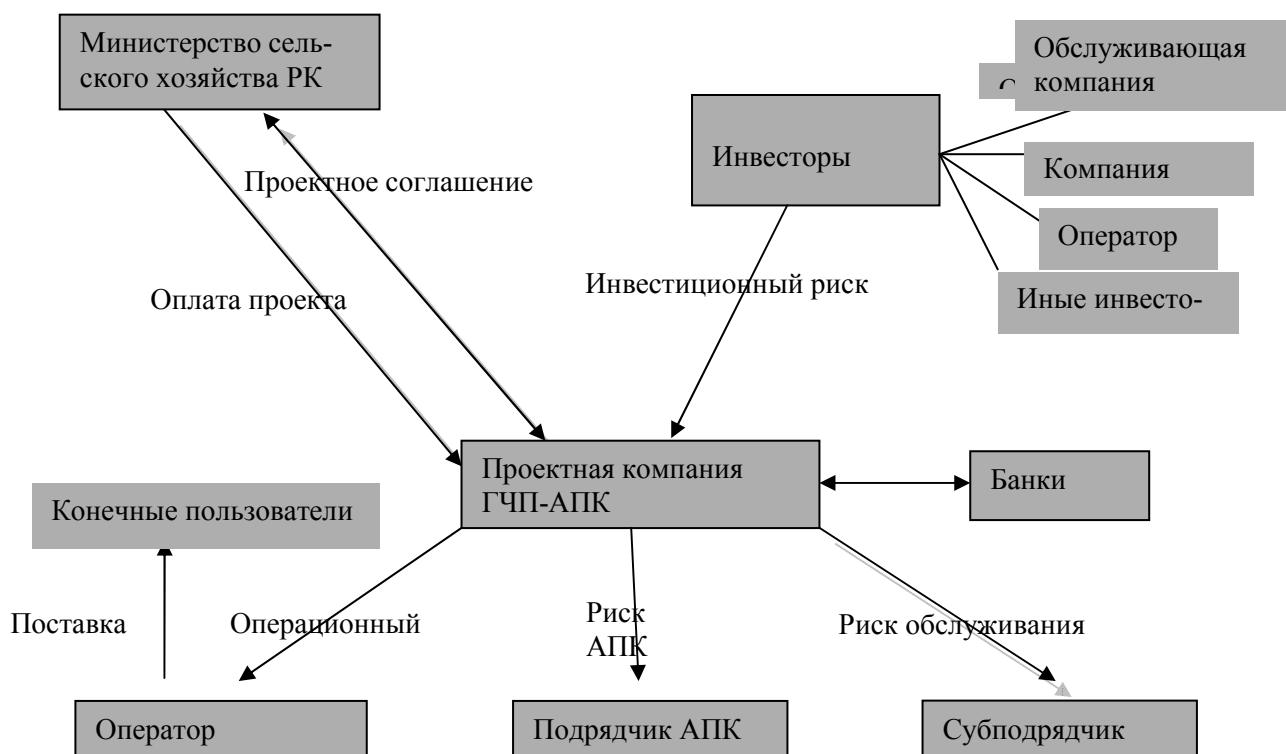 Министерство сель-
ского хозяйства РК
Обслуживающая
компания
Инвесторы
Компания
Оператор
Иные инвесто-
Проектное соглашение
Оплата проекта
Инвестиционный риск
Проектная компания
ГЧП-АПК
Банки
Конечные пользователи
Поставка
Операционный
Риск
АПК
Риск обслуживания
Оператор
Подрядчик АПК
Субподрядчик